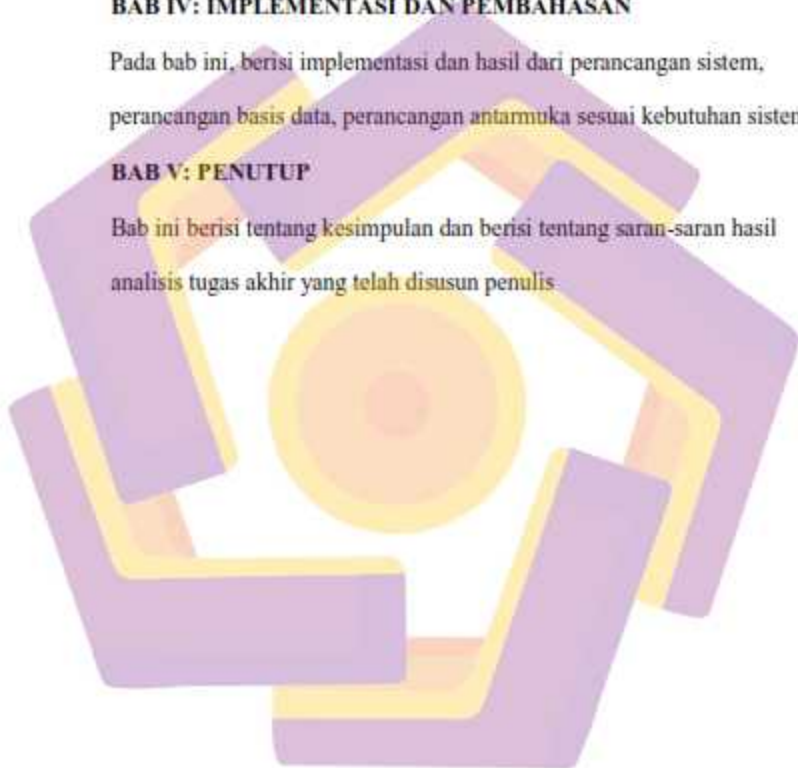 BAB IV: IMPLEMENTASI DAN PEMBAHASAN
Pada bab ini, berisi implementasi dan hasil dari perancangan sistem,
perancangan basis data, perancangan antarmuka sesuai kebutuhan sistem
BAB V: PENUTUP
Bab ini berisi tentang kesimpulan dan berisi tentang saran-saran hasil
analisis tugas akhir yang telah disusun penulis